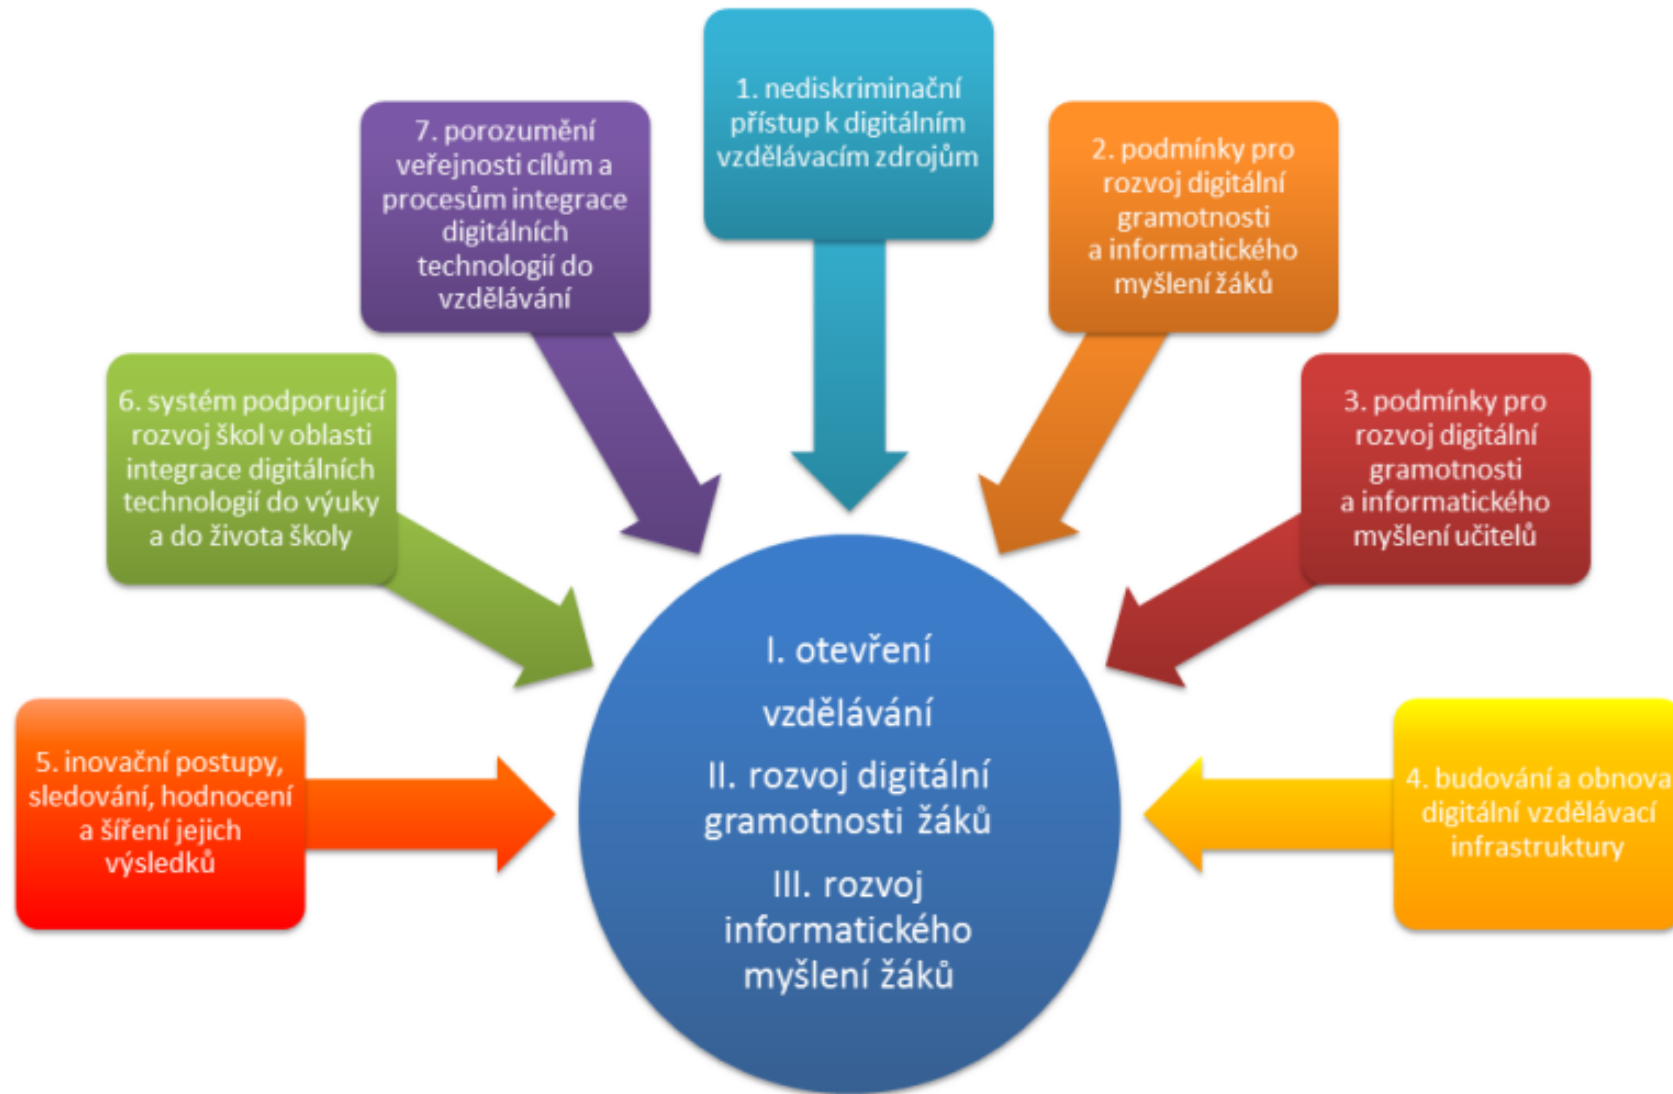 1. nediskriminační
přístup k digitálním
vzdělávacím zdrojům
2. podmínky pro
rozvoj digitální
gramotnosti
a informatického
myšlení žáků
3. podmínky pro
rozvoj digitální
gramotnosti
a informatického
myšlení učitelů
4. budování a obnova
digitální vzdělávací
infrastruktury
5. inovační postupy,
sledování, hodnocení
a šíření jejich
výsledků
6. systém podporující
rozvoj škol v oblasti
integrace digitálních
technologií do výuky
a do života školy
7. porozumění
veřejnosti cílům a
procesům integrace
digitálních
technologií do
vzdělávání
I. otevření
vzdělávání
II. rozvoj digitální
gramotnosti žáků
III. rozvoj
informatického
myšlení žáků